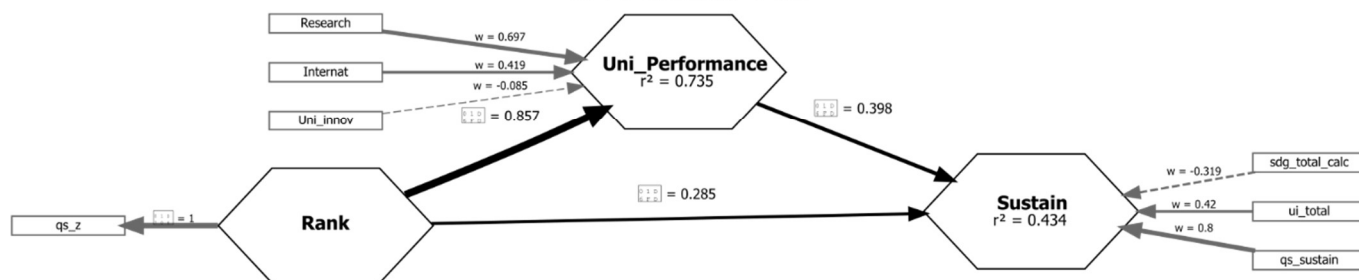 Research
w = 0.697
Internat
w = 0.419
Uni_innov
w = -0.085
Uni_Performance
r² = 0.735
= 0.857
= 0.398
Rank
qs_z
= 1
= 0.285
Sustain
r² = 0.434
sdg_total_calc
w = -0.319
ui_total
w = 0.42
qs_sustain
w = 0.8